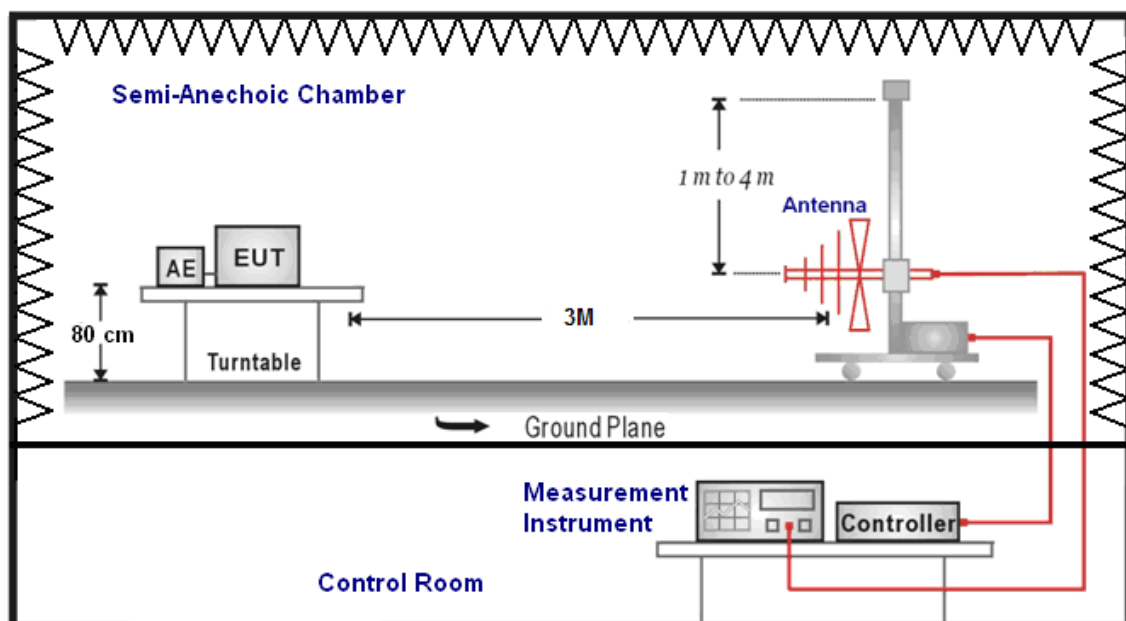 Semi-Anechoic Chamber
1 m to 4 m
Antenna
AE
EUT
80 cm
3M
Turntable
Ground Plane
Measurement
Instrument
Controller
Control Room